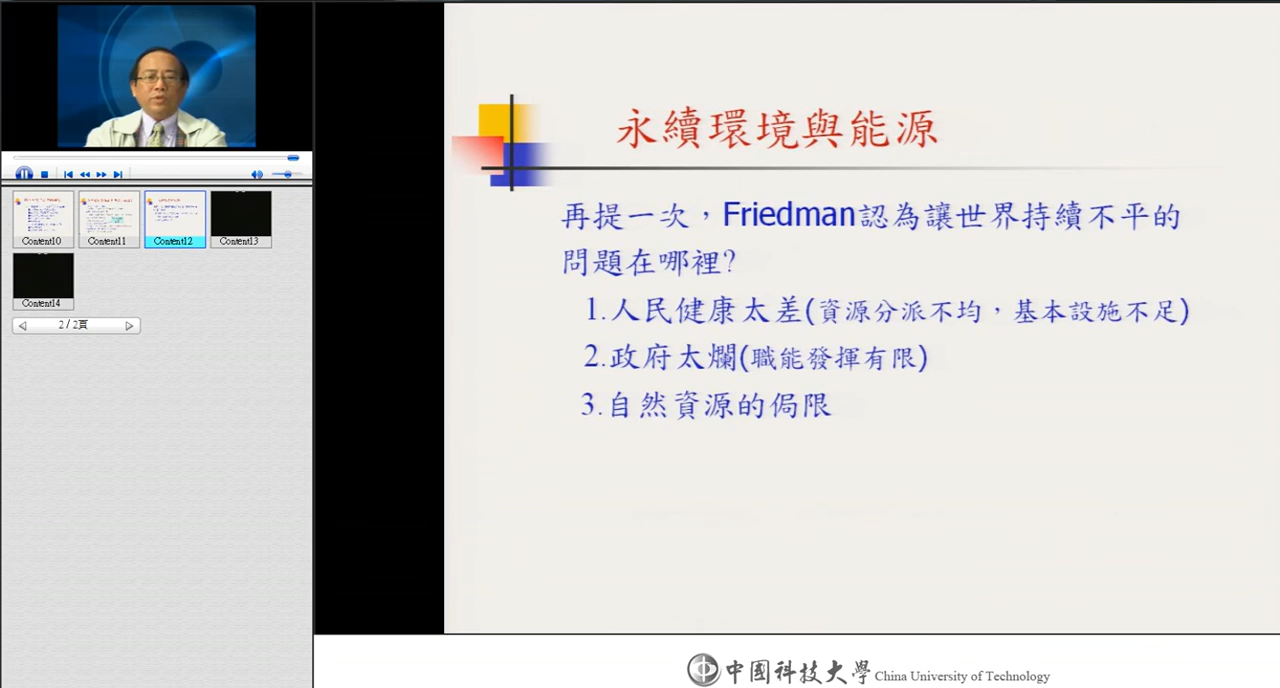 永續環境與能源
再提一次，Friedman認為讓世界持續不平的
問題在哪裡?
1.人民健康太差(資源分派不均，基本設施不足)
2.政府太爛(職能發揮有限)
3.自然資源的侷限
Content10
Content11
Content12
Content13
Content14
2 / 2頁
中國科技大學 China University of Technology